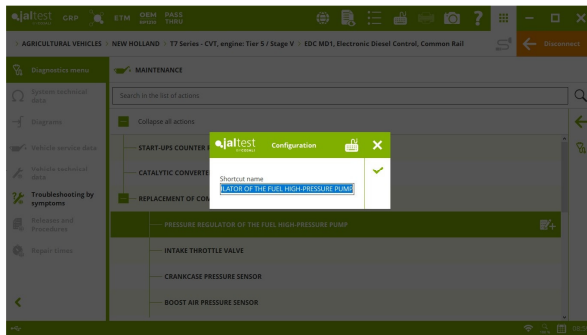 jaltest GRP ETM OEM PASS THRU ?
AGRICULTURAL VEHICLES > NEW HOLLAND > T7 Series - CVT, engine: Tier 5 / Stage V > EDC MD1, Electronic Diesel Control, Common Rail
Disconnect
Diagnostics menu
MAINTENANCE
System technical data
Search in the list of actions
Diagnosis
Collapse all actions
Vehicle service data
START-UPS COUNTER
Vehicle technical data
CATALYTIC CONVERTE
Troubleshooting by symptoms
REPLACEMENT OF COM
Releases and Procedures
PRESSURE REGULATOR OF THE FUEL HIGH-PRESSURE PUMP
Repair times
INTAKE THROTTLE VALVE
CRANKCASE PRESSURE SENSOR
BOOST AIR PRESSURE SENSOR
jaltest
Configuration
Shortcut name
ILATOR OF THE FUEL HIGH-PRESSURE PUMP